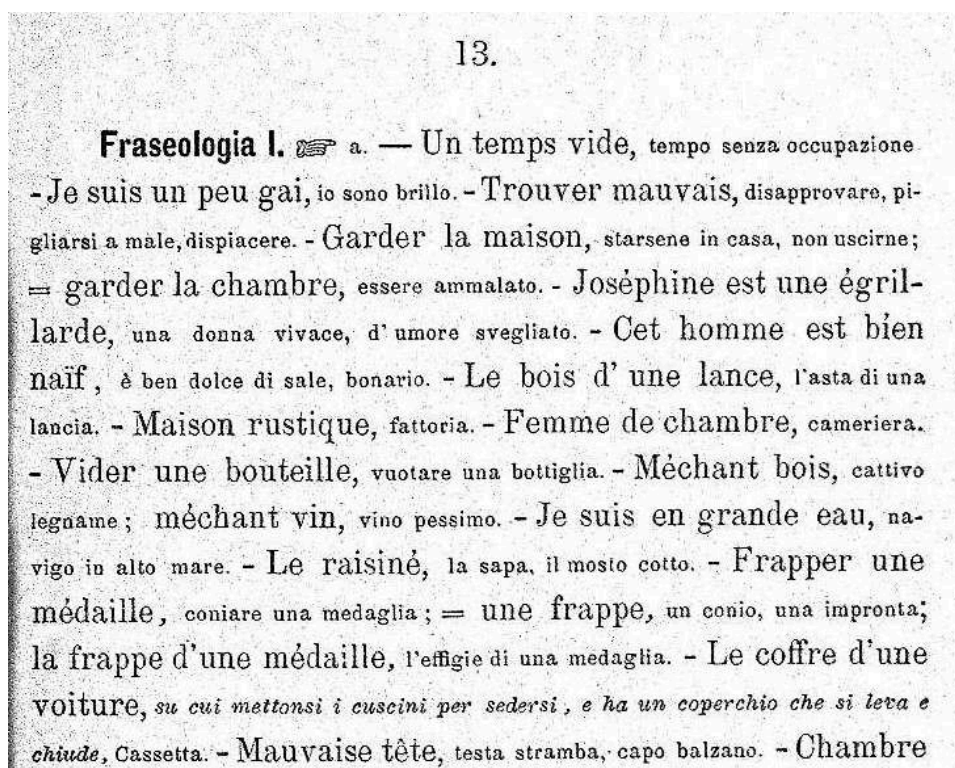 13.
Fraseologia I. ☞ a. — Un temps vide, tempo senza occupazione
- Je suis un peu gai, io sono brillo. - Trouver mauvais, disapprovare, pi-
gliarsi a male, dispiacere. - Garder la maison, starsene in casa, non uscirne;
= garder la chambre, essere ammalato. - Joséphine est une égril-
larde, una donna vivace, d' umore svegliato. - Cet homme est bien
naïf, è ben dolce di sale, bonario. - Le bois d' une lance, l'asta di una
lancia. - Maison rustique, fattoria. - Femme de chambre, cameriera.
- Vider une bouteille, vuotare una bottiglia. - Méchant bois, cattivo
legname; méchant vin, vino pessimo. - Je suis en grande eau, na-
vigo in alto mare. - Le raisiné, la sapa, il mosto cotto. - Frapper une
médaille, coniare una medaglia; = une frappe, un conio, una impronta;
la frappe d'une médaille, l'effigie di una medaglia. - Le coffre d'une
voiture, su cui mettonsi i cuscini per sedersi, e ha un coperchio che si leva e
chiude, Cassetta. - Mauvaise tête, testa stramba, capo balzano. - Chambre